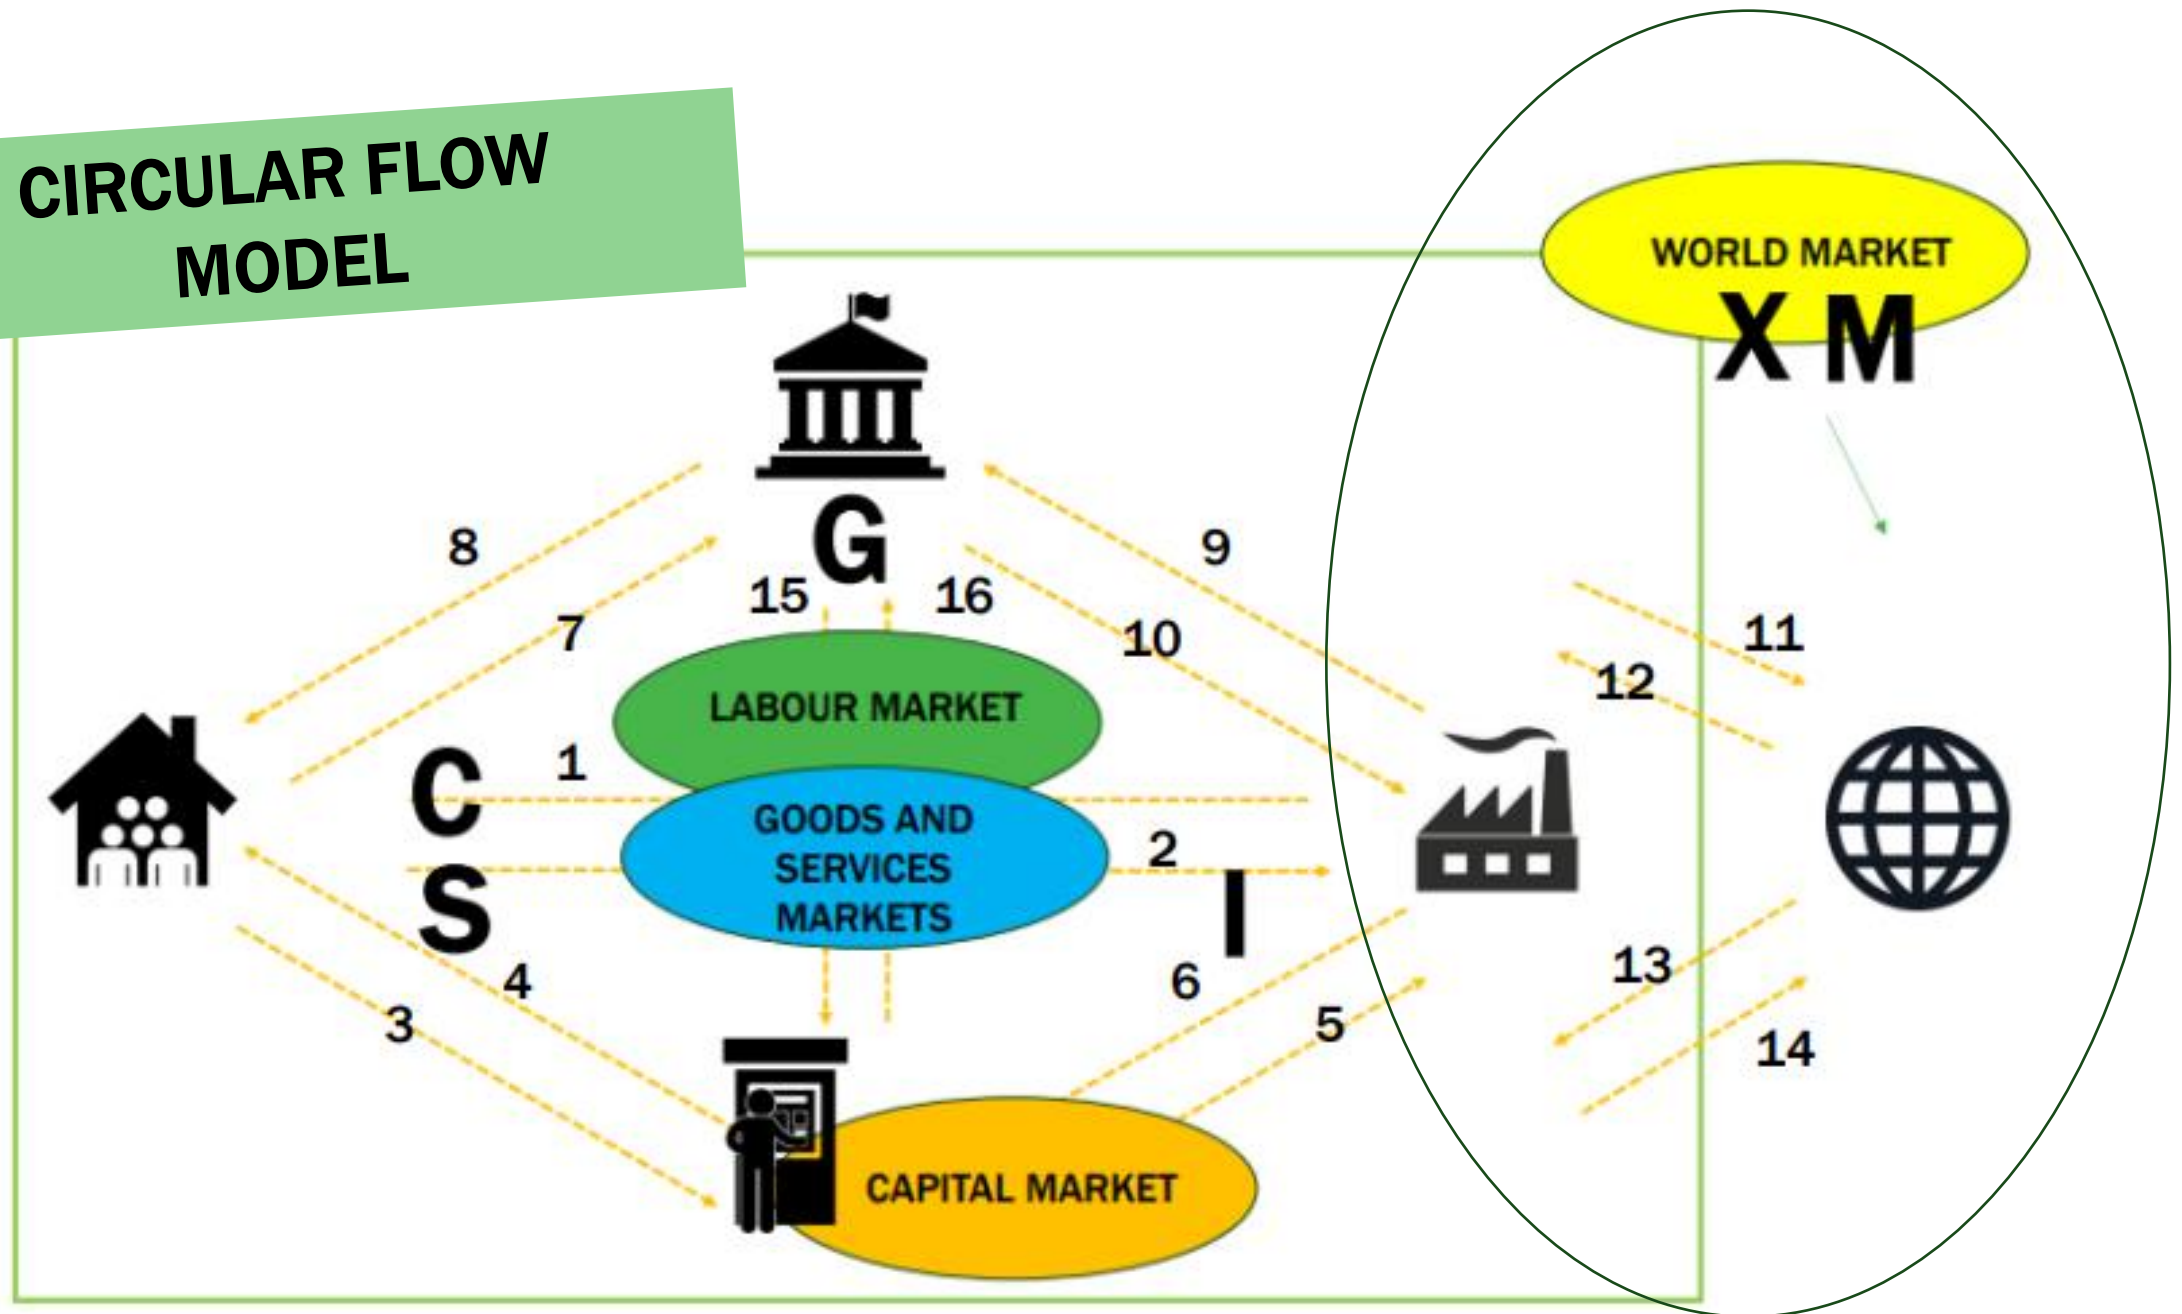 CIRCULAR FLOW
MODEL
WORLD MARKET
X M
G
8
9
15
16
7
10
11
12
LABOUR MARKET
C
1
GOODS AND
SERVICES
MARKETS
2
S
I
4
6
13
3
5
14
CAPITAL MARKET